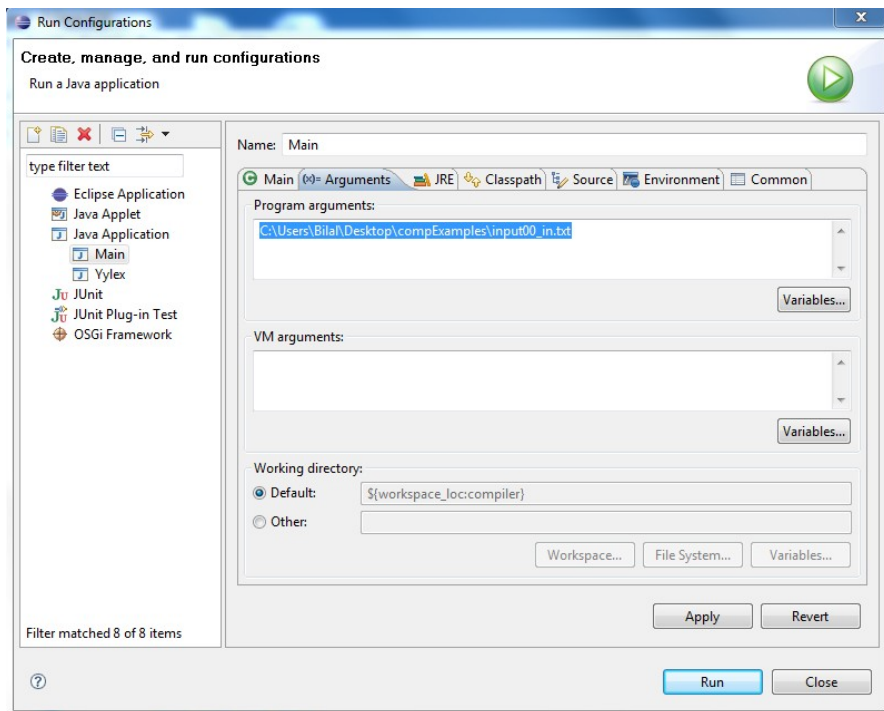 Run Configurations
x
Create, manage, and run configurations
Run a Java application
type filter text
Eclipse Application
Java Applet
Java Application
Main
Yylex
JUnit
JUnit Plug-in Test
OSGi Framework
Filter matched 8 of 8 items
Name: Main
Main (x)= Arguments JRE Classpath Source Environment Common
Program arguments:
C:\Users\Bilal\Desktop\compExamples\input00_in.txt
Variables...
VM arguments:
Variables...
Working directory:
Default: ${workspace_loc:compiler}
Other:
Workspace... File System... Variables...
Apply Revert
? Run Close